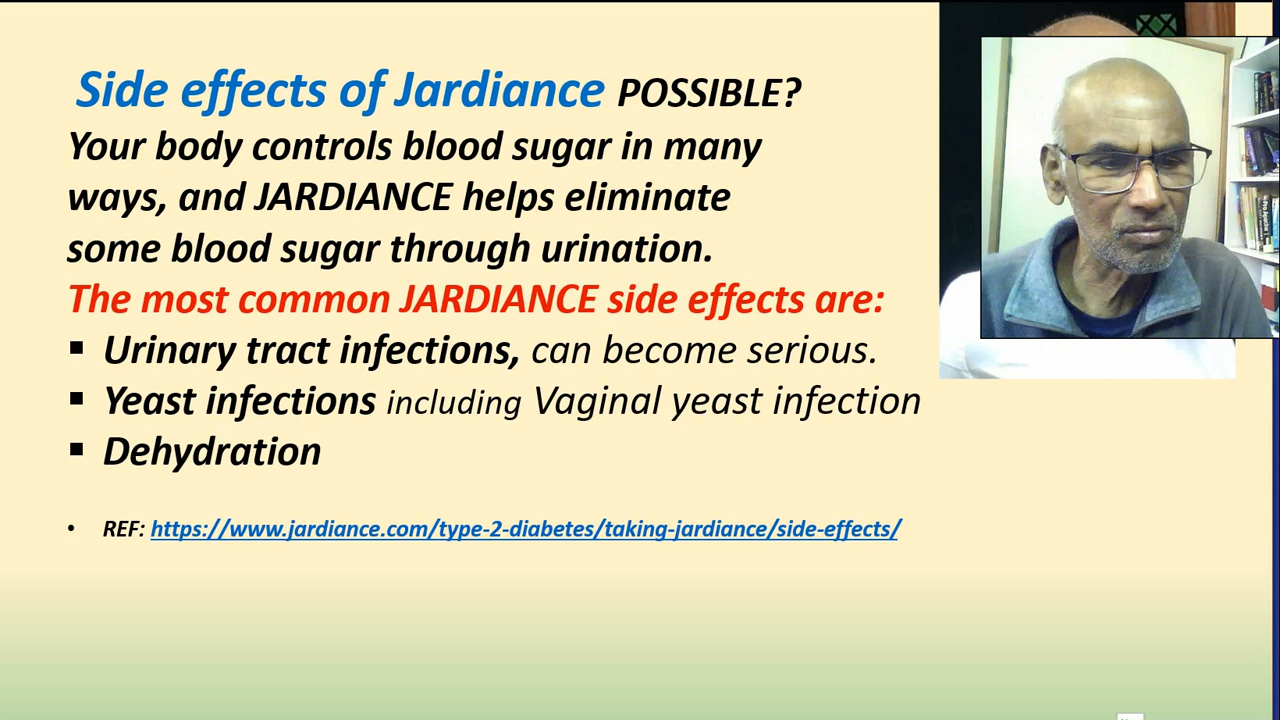 Side effects of Jardiance POSSIBLE?
Your body controls blood sugar in many
ways, and JARDIANCE helps eliminate
some blood sugar through urination.
The most common JARDIANCE side effects are:
▪ Urinary tract infections, can become serious.
▪ Yeast infections including Vaginal yeast infection
▪ Dehydration
• REF: https://www.jardiance.com/type-2-diabetes/taking-jardiance/side-effects/